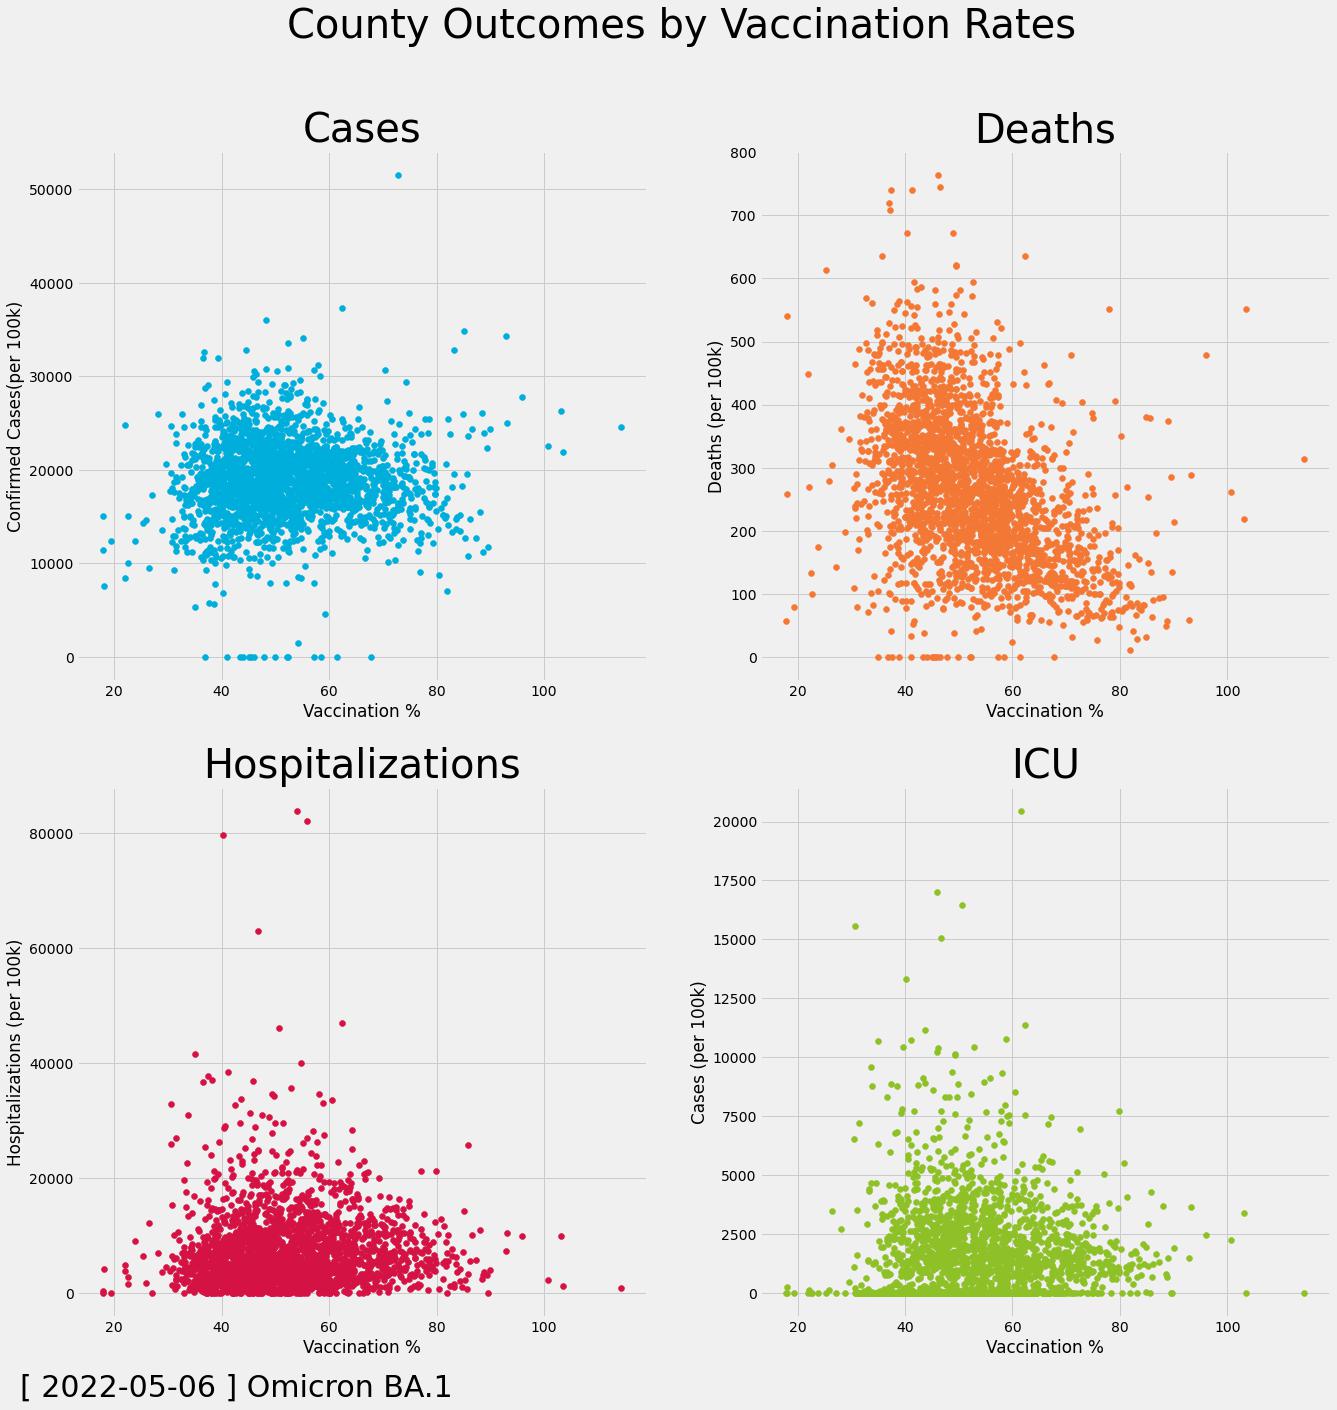 County Outcomes by Vaccination Rates
Cases
Confirmed Cases(per 100k)
50000
40000
30000
20000
10000
0
20 40 60 80 100
Vaccination %
Deaths
Deaths (per 100k)
800
700
600
500
400
300
200
100
0
20 40 60 80 100
Vaccination %
Hospitalizations
Hospitalizations (per 100k)
80000
60000
40000
20000
0
20 40 60 80 100
Vaccination %
ICU
Cases (per 100k)
20000
17500
15000
12500
10000
7500
5000
2500
0
20 40 60 80 100
Vaccination %
[ 2022-05-06 ] Omicron BA.1